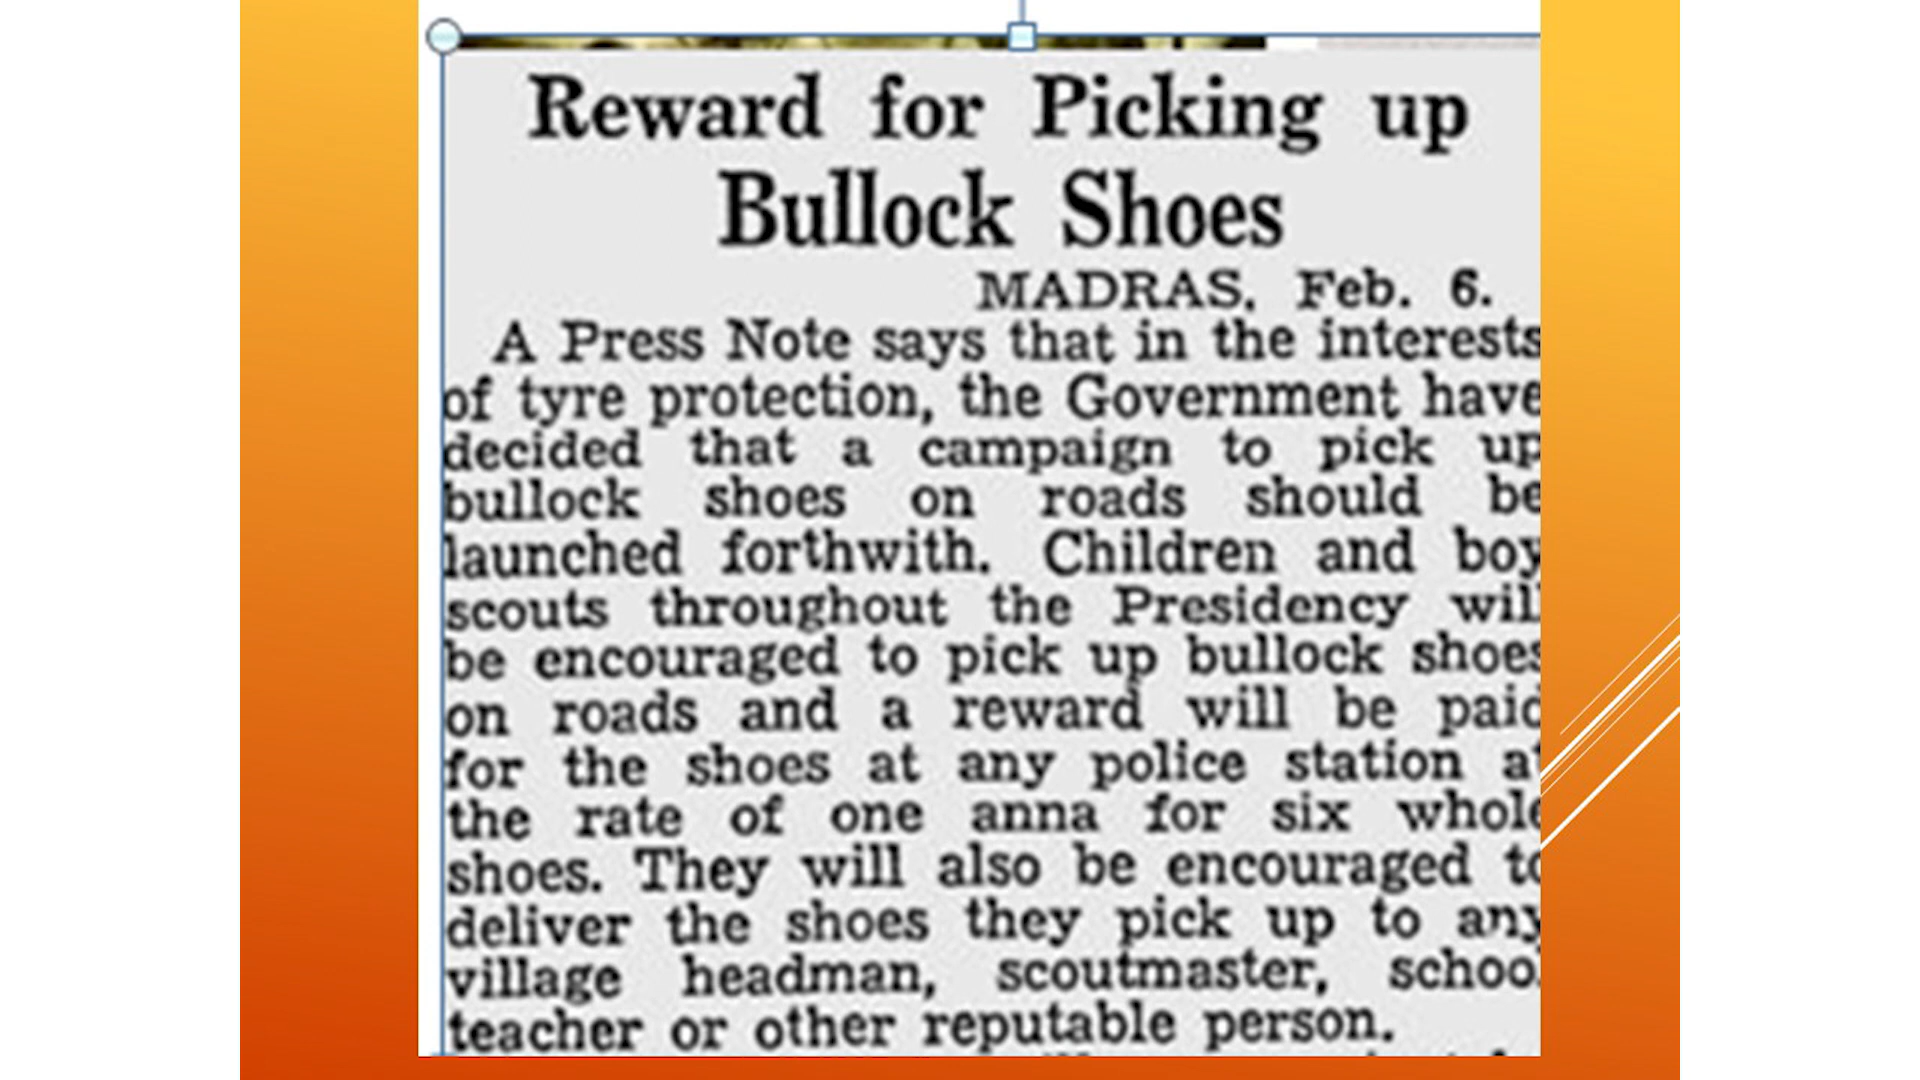 Reward for Picking up
Bullock Shoes
MADRAS, Feb. 6.
A Press Note says that in the interests
of tyre protection, the Government have
decided that a campaign to pick up
bullock shoes on roads should be
launched forthwith. Children and boy
scouts throughout the Presidency will
be encouraged to pick up bullock shoes
on roads and a reward will be paid
for the shoes at any police station at
the rate of one anna for six whole
shoes. They will also be encouraged to
deliver the shoes they pick up to any
village headman, scoutmaster, school
teacher or other reputable person.